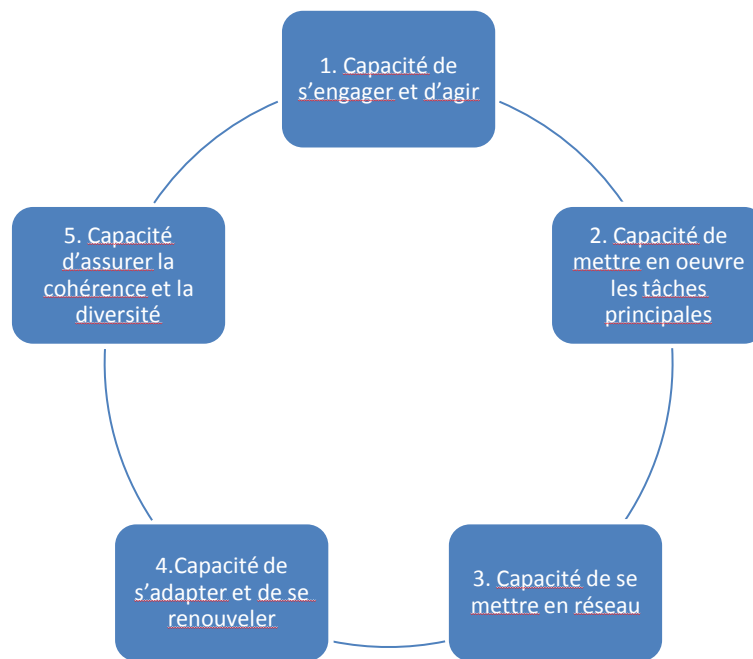 1. Capacité de
s’engager et d’agir
2. Capacité de
mettre en oeuvre
les tâches
principales
3. Capacité de se
mettre en réseau
4.Capacité de
s’adapter et de se
renouveler
5. Capacité
d’assurer la
cohérence et la
diversité